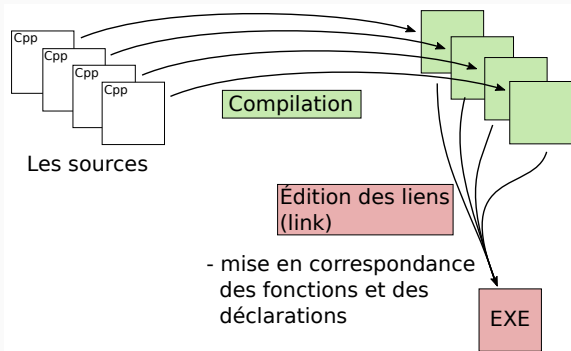 Cpp
Cpp
Cpp
Cpp
Compilation
Les sources
Édition des liens
(link)
- mise en correspondance
des fonctions et des
déclarations
EXE